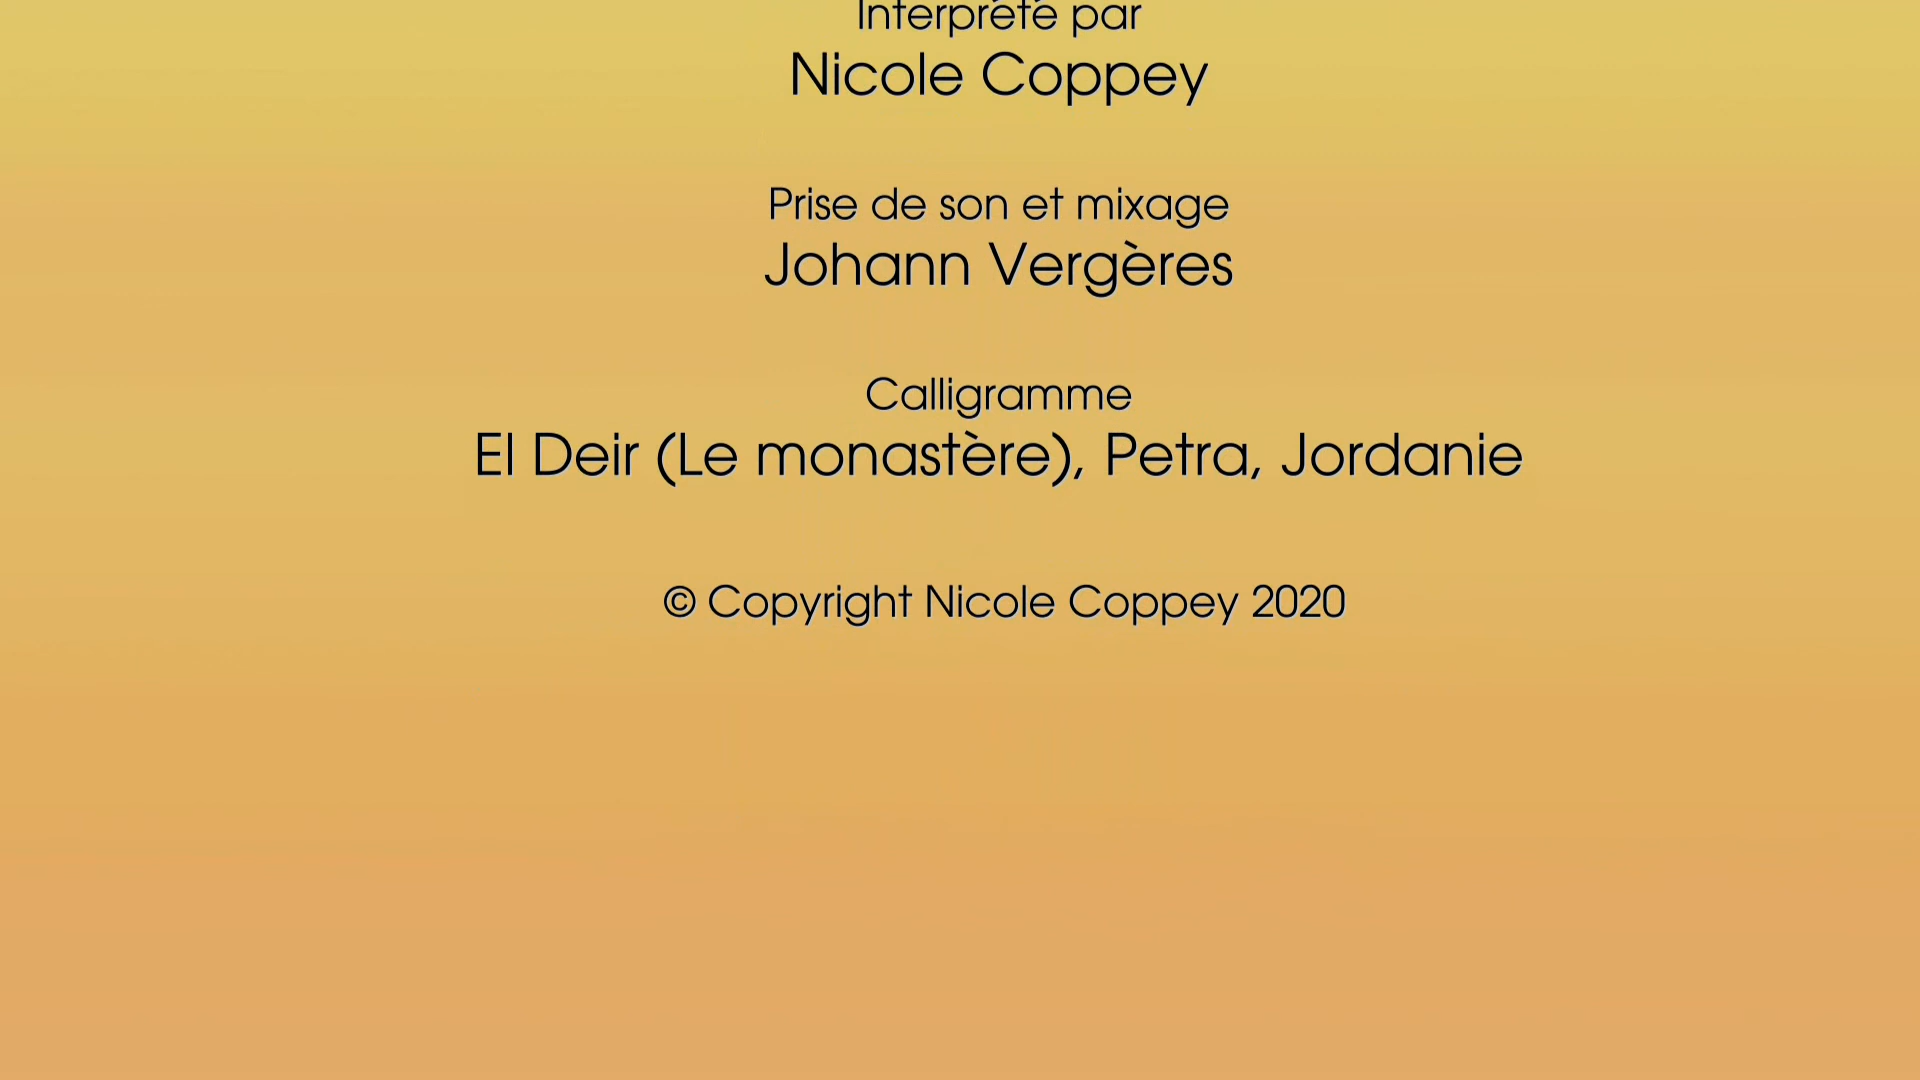 Interprété par
Nicole Coppey
Prise de son et mixage
Johann Vergères
Calligramme
El Deir (Le monastère), Petra, Jordanie
© Copyright Nicole Coppey 2020